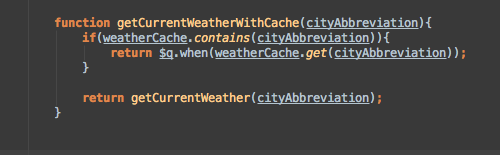 function getCurrentWeatherWithCache(cityAbbreviation){
    if(weatherCache.contains(cityAbbreviation)){
        return $q.when(weatherCache.get(cityAbbreviation));
    }

    return getCurrentWeather(cityAbbreviation);
}